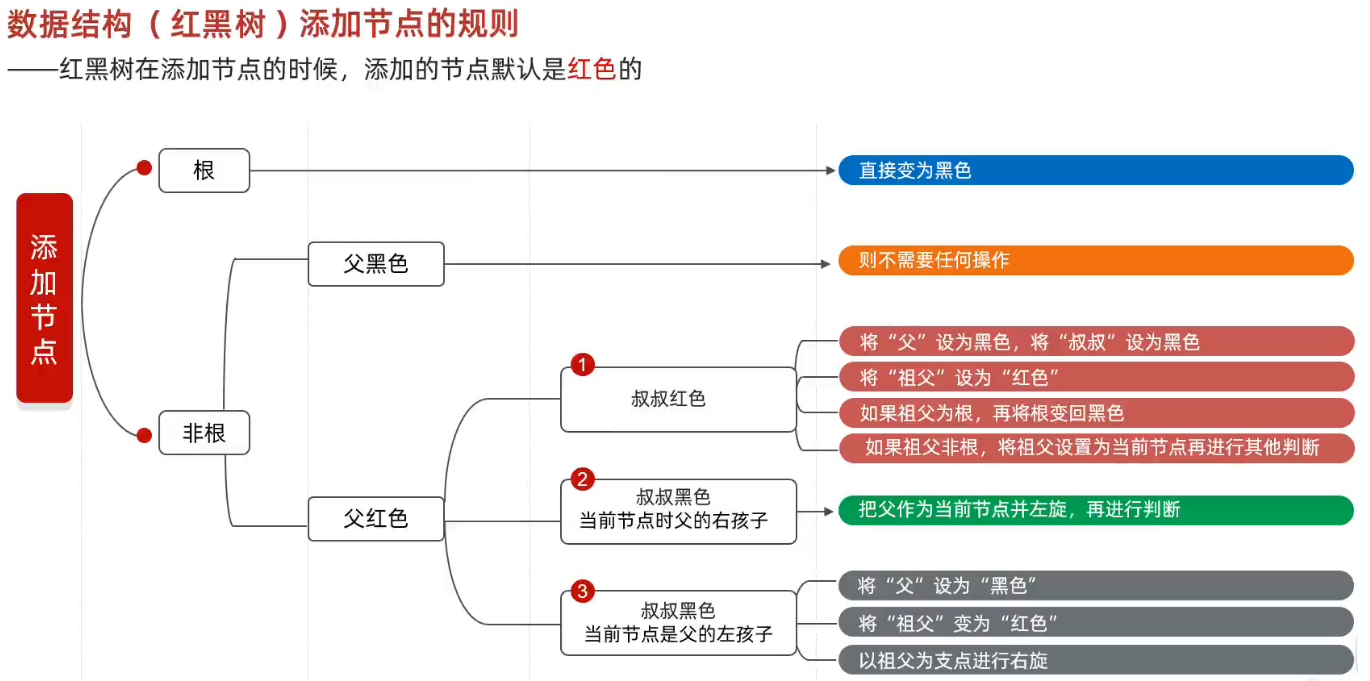 数据结构（红黑树）添加节点的规则
——红黑树在添加节点的时候，添加的节点默认是红色的
添加节点
根
直接变为黑色
非根
父黑色
则不需要任何操作
父红色
1
叔叔红色
将“父”设为黑色，将“叔叔”设为黑色
将“祖父”设为“红色”
如果祖父为根，再将根变回黑色
如果祖父非根，将祖父设置为当前节点再进行其他判断
2
叔叔黑色
当前节点时父的右孩子
把父作为当前节点并左旋，再进行判断
3
叔叔黑色
当前节点是父的左孩子
将“父”设为“黑色”
将“祖父”变为“红色”
以祖父为支点进行右旋